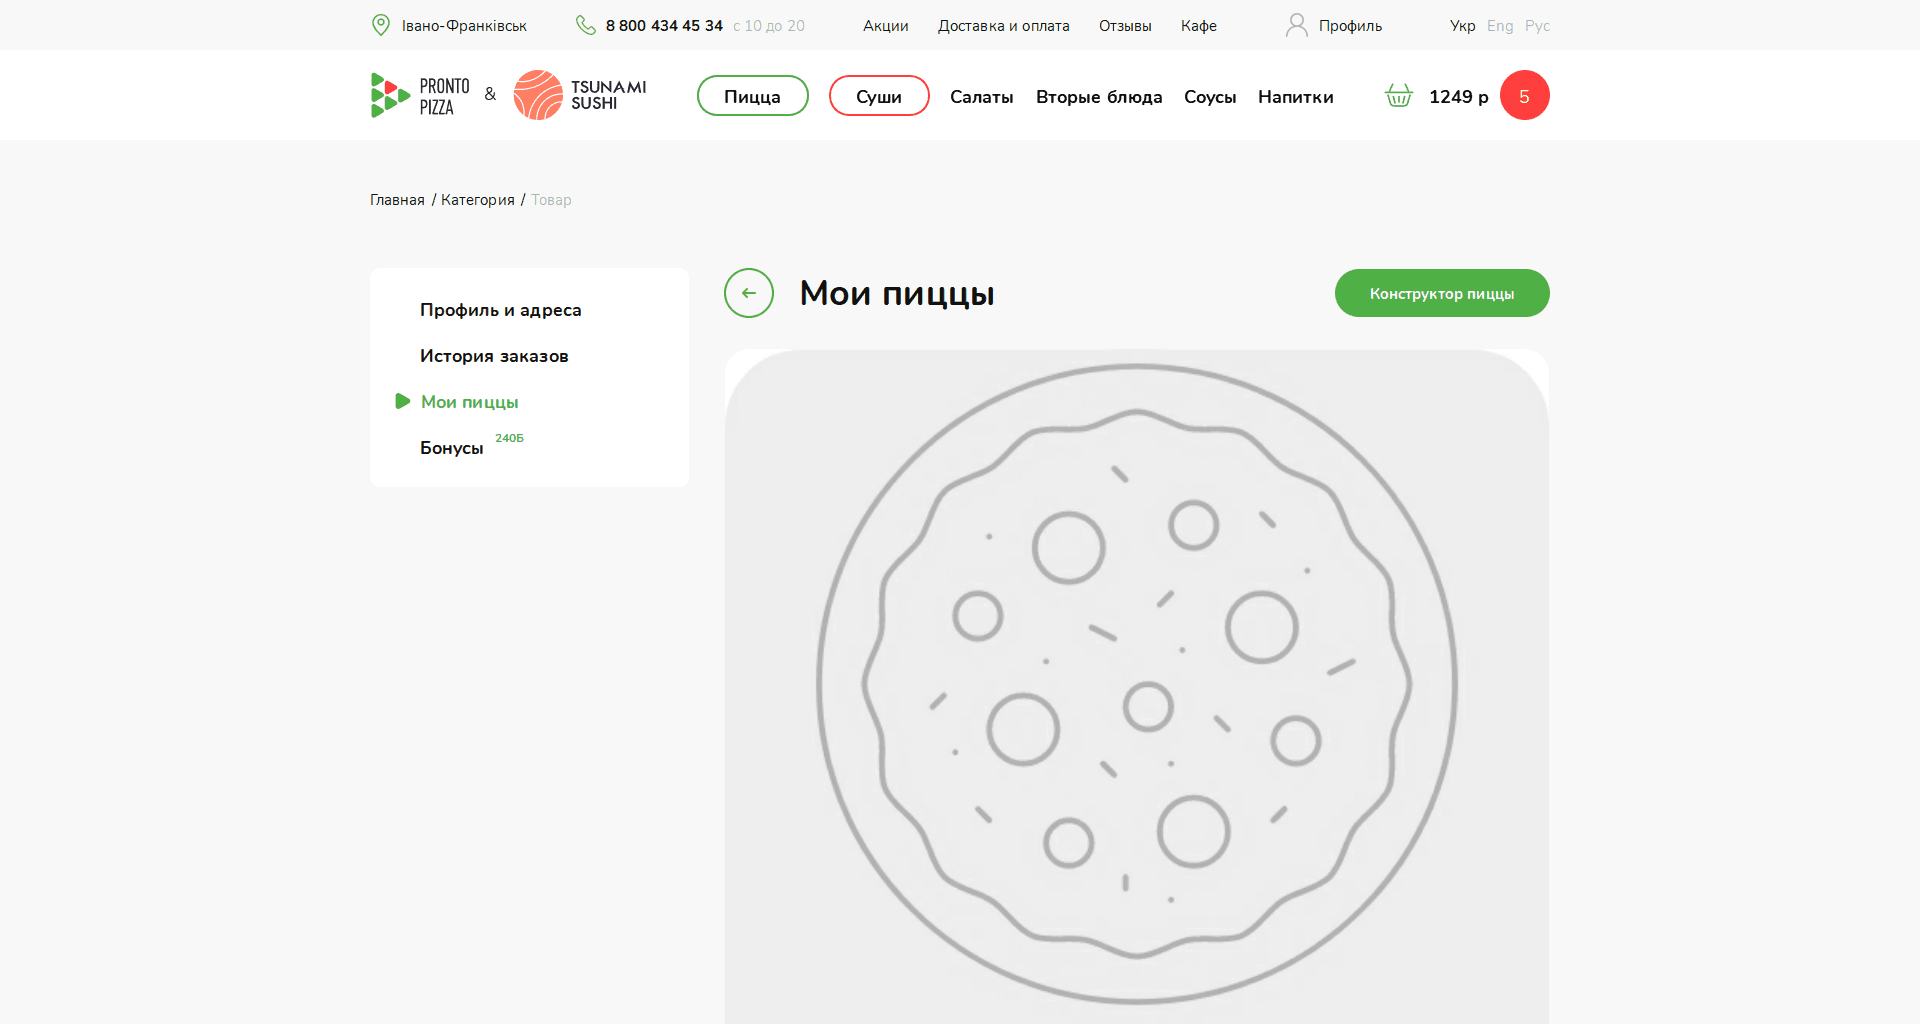 Івано-Франківськ 8 800 434 45 34 с 10 до 20 Акции Доставка и оплата Отзывы Кафе Профиль Укр Eng Рус
PRONTO PIZZA & TSUNAMI SUSHI Пицца Суши Салаты Вторые блюда Соусы Напитки 1249 р 5
Главная / Категория / Товар
Профиль и адреса
История заказов
Мои пиццы
Бонусы 240Б
Мои пиццы
Конструктор пиццы